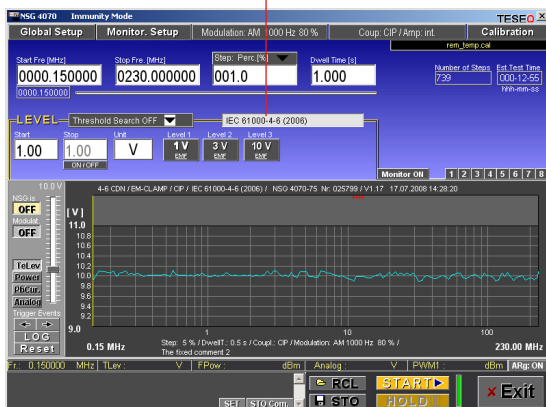 NSG 4070 Immunity Mode
TESEQ
Global Setup Monitor. Setup Modulation: AM 1000 Hz 80 % Coup: CIP / Amp: int. Calibration
rem_temp.cal
Start Fre [MHz] Stop Fre. [MHz] Step: Perc.[%] Dwell Time [s] Number of Steps Est Test Time
0000.150000 0230.000000 001.0 1.000 739 000-12-55
0000.150000 hhh-mm-ss
LEVEL Threshold Search OFF IEC 61000-4-6 (2006)
Start Stop Unit Level 1 Level 2 Level 3
1.00 1.00 V 1 V EMF 3 V EMF 10 V EMF
ON / OFF
Monitor ON 1 2 3 4 5 6 7 8
10.0 V 4-6 CDN / EM-CLAMP / CIP / IEC 61000-4-6 (2006) / NSG 4070-75 Nr: 025799 / V1.17 17.07.2008 14:28:20
NSG is
OFF
Modulat.
OFF
TeLev
Power
PbCur.
Analog
Trigger Events
LOG
Reset
[V]
11.0
10.8
10.6
10.4
10.2
10.0
9.8
9.6
9.4
9.2
9.0
1 10 100
0.15 MHz Step: 5 % / DwellT.: 0.5 s / Coupl.: CIP / Modulation: AM 1000 Hz 80 % / 230.00 MHz
The fixed comment 2
Fr.: 0.150000 MHz TLev : V FPow : dBm Analog : V PWM1 : dBm ARg: ON
RCL START
SET STO Com. STO HOLD
Exit